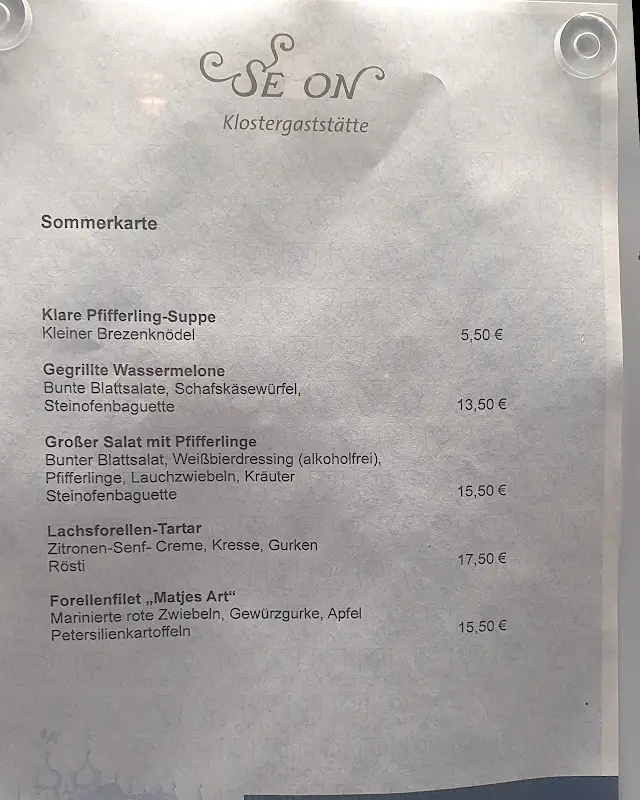 SEEON
Klostergaststätte
Sommerkarte
Klare Pfifferling-Suppe
Kleiner Brezenknödel 5,50 €
Gegrillte Wassermelone
Bunte Blattsalate, Schafskäsewürfel,
Steinofenbaguette 13,50 €
Großer Salat mit Pfifferlinge
Bunter Blattsalat, Weißbierdressing (alkoholfrei),
Pfifferlinge, Lauchzwiebeln, Kräuter
Steinofenbaguette 15,50 €
Lachsforellen-Tartar
Zitronen-Senf- Creme, Kresse, Gurken
Rösti 17,50 €
Forellenfilet „Matjes Art“
Marinierte rote Zwiebeln, Gewürzgurke, Apfel
Petersilienkartoffeln 15,50 €